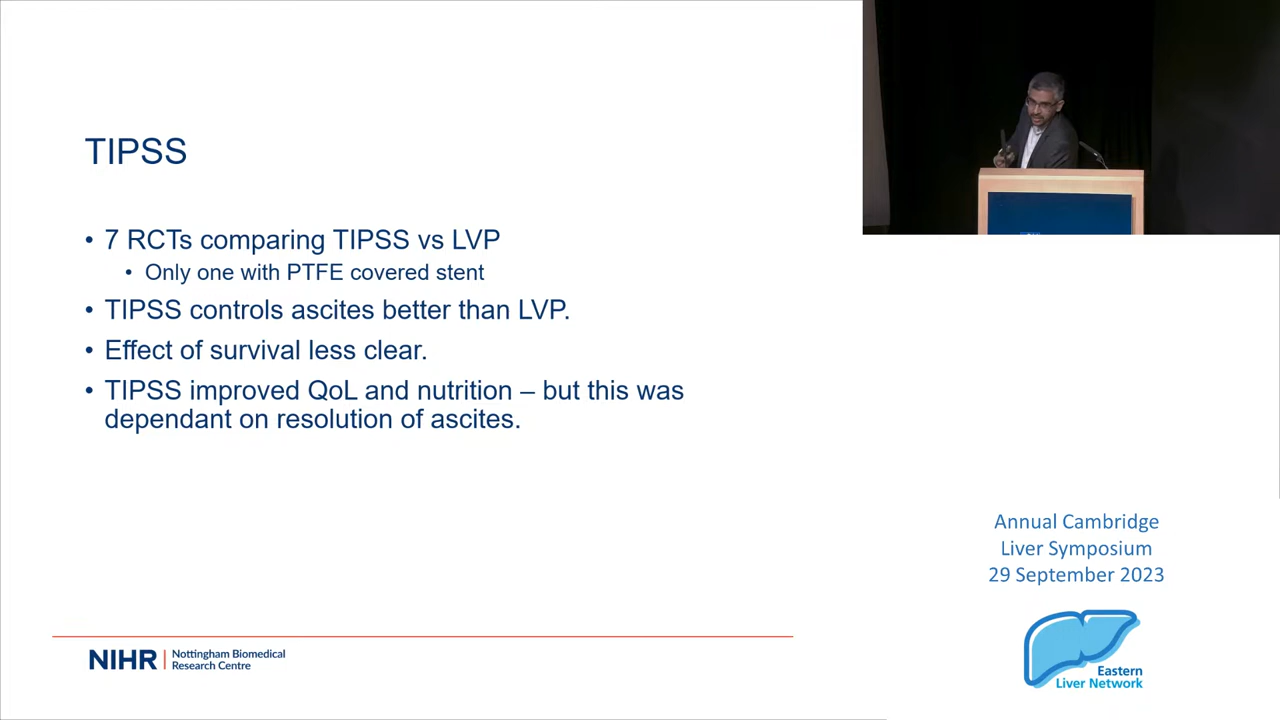 TIPSS
• 7 RCTs comparing TIPSS vs LVP
• Only one with PTFE covered stent
• TIPSS controls ascites better than LVP.
• Effect of survival less clear.
• TIPSS improved QoL and nutrition – but this was
dependant on resolution of ascites.
Annual Cambridge
Liver Symposium
29 September 2023
NIHR | Nottingham Biomedical
Research Centre
Eastern
Liver Network